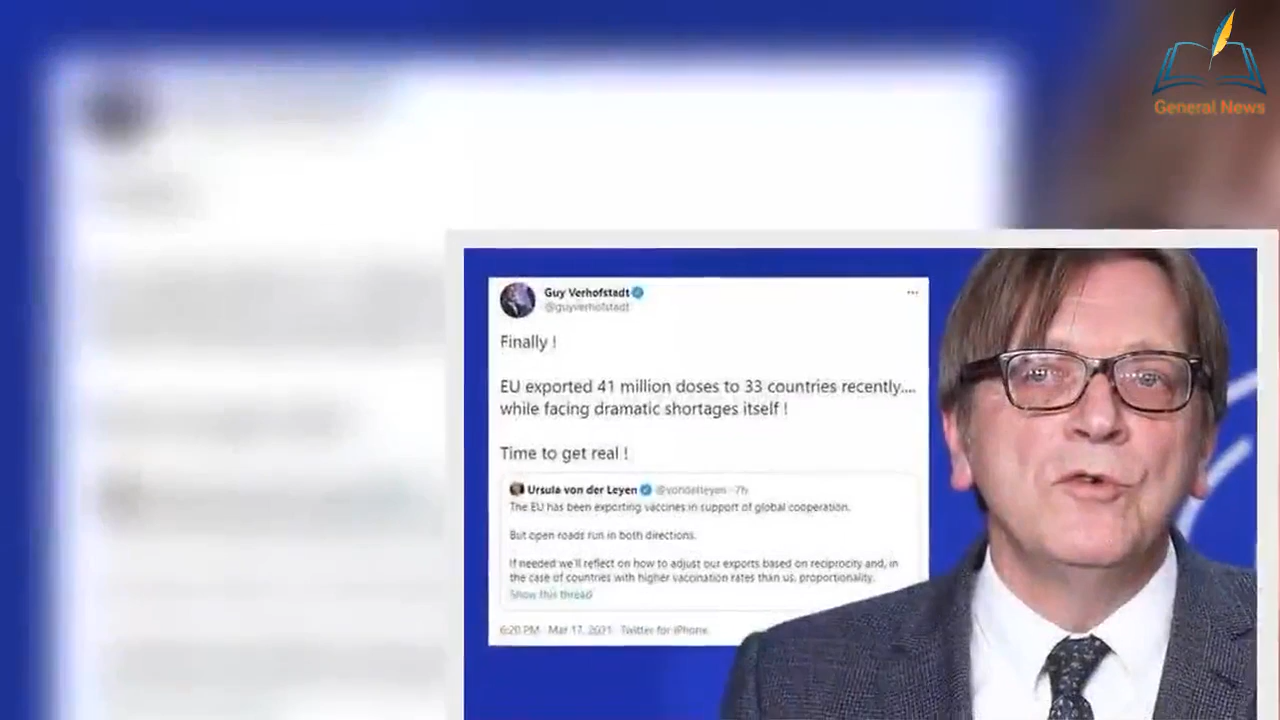 General News
Guy Verhofstadt
@guyverhofstadt
Finally !
EU exported 41 million doses to 33 countries recently....
while facing dramatic shortages itself !
Time to get real !
Ursula von der Leyen @vonderleyen · 7h
The EU has been exporting vaccines in support of global cooperation.
But open roads run in both directions.
If needed we'll reflect on how to adjust our exports based on reciprocity and, in
the case of countries with higher vaccination rates than us, proportionality.
Show this thread
6:20 PM · Mar 17, 2021 · Twitter for iPhone